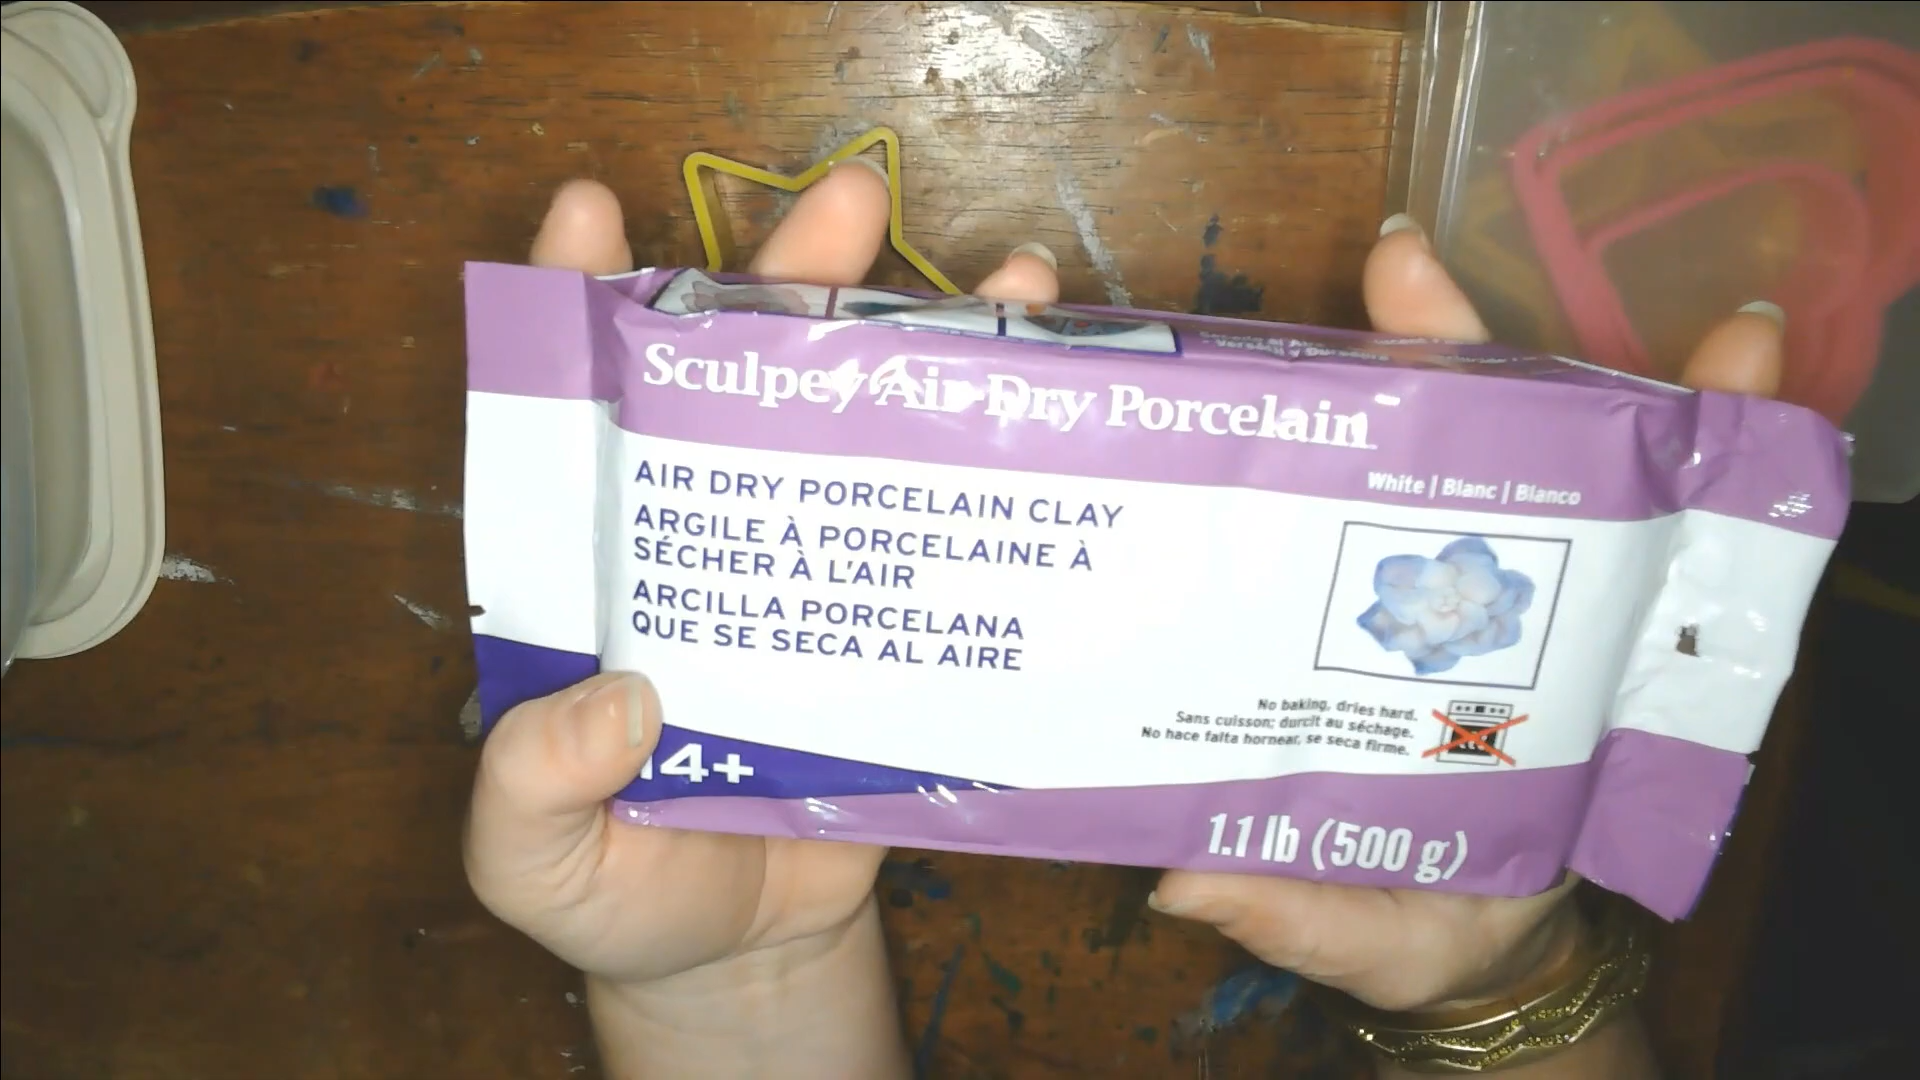 Sculpey Air-Dry Porcelain
White | Blanc | Blanco
AIR DRY PORCELAIN CLAY
ARGILE À PORCELAINE À
SÉCHER À L'AIR
ARCILLA PORCELANA
QUE SE SECA AL AIRE
No baking, dries hard.
Sans cuisson; durcit au séchage.
No hace falta hornear, se seca firme.
14+
1.1 lb (500 g)